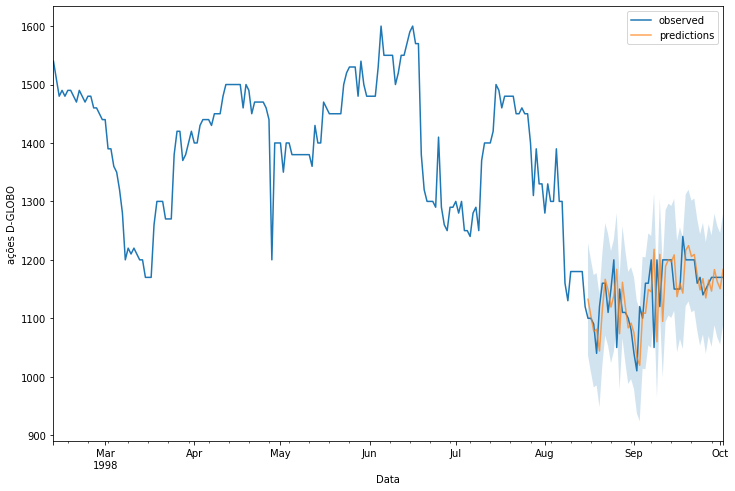 observed
predictions
1600
1500
1400
1300
1200
1100
1000
900
ações D-GLOBO
Mar
1998
Apr
May
Jun
Jul
Aug
Sep
Oct
Data